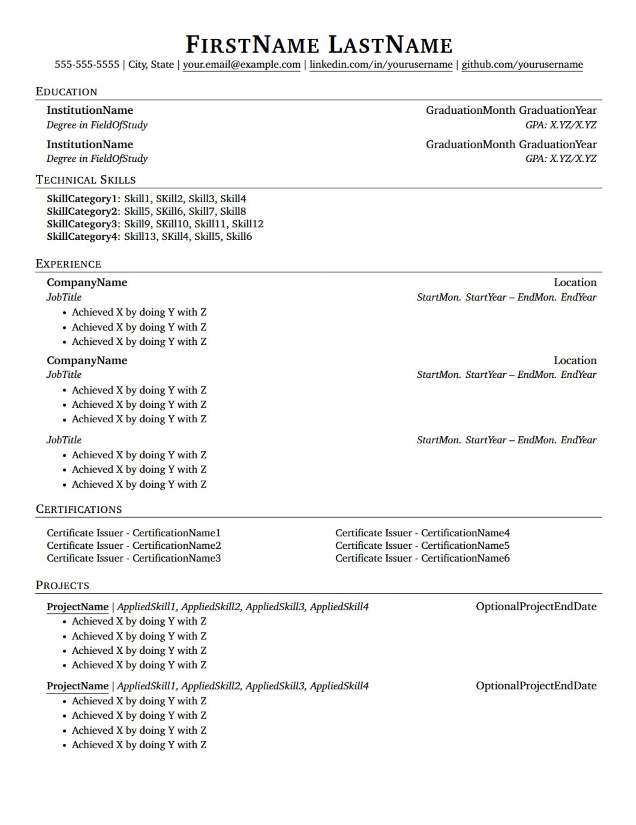 FIRSTNAME LASTNAME
555-555-5555 | City, State | your.email@example.com | linkedin.com/in/yourusername | github.com/yourusername
EDUCATION
InstitutionName GraduationMonth GraduationYear
Degree in FieldOfStudy GPA: X.YZ/X.YZ
InstitutionName GraduationMonth GraduationYear
Degree in FieldOfStudy GPA: X.YZ/X.YZ
TECHNICAL SKILLS
SkillCategory1: Skill1, SKill2, Skill3, Skill4
SkillCategory2: Skill5, SKill6, Skill7, Skill8
SkillCategory3: Skill9, SKill10, Skill11, Skill12
SkillCategory4: Skill13, SKill4, Skill5, Skill6
EXPERIENCE
CompanyName Location
JobTitle StartMon. StartYear – EndMon. EndYear
• Achieved X by doing Y with Z
• Achieved X by doing Y with Z
• Achieved X by doing Y with Z
CompanyName Location
JobTitle StartMon. StartYear – EndMon. EndYear
• Achieved X by doing Y with Z
• Achieved X by doing Y with Z
• Achieved X by doing Y with Z
JobTitle StartMon. StartYear – EndMon. EndYear
• Achieved X by doing Y with Z
• Achieved X by doing Y with Z
• Achieved X by doing Y with Z
CERTIFICATIONS
Certificate Issuer - CertificationName1 Certificate Issuer - CertificationName4
Certificate Issuer - CertificationName2 Certificate Issuer - CertificationName5
Certificate Issuer - CertificationName3 Certificate Issuer - CertificationName6
PROJECTS
ProjectName | AppliedSkill1, AppliedSkill2, AppliedSkill3, AppliedSkill4 OptionalProjectEndDate
• Achieved X by doing Y with Z
• Achieved X by doing Y with Z
• Achieved X by doing Y with Z
• Achieved X by doing Y with Z
ProjectName | AppliedSkill1, AppliedSkill2, AppliedSkill3, AppliedSkill4 OptionalProjectEndDate
• Achieved X by doing Y with Z
• Achieved X by doing Y with Z
• Achieved X by doing Y with Z
• Achieved X by doing Y with Z